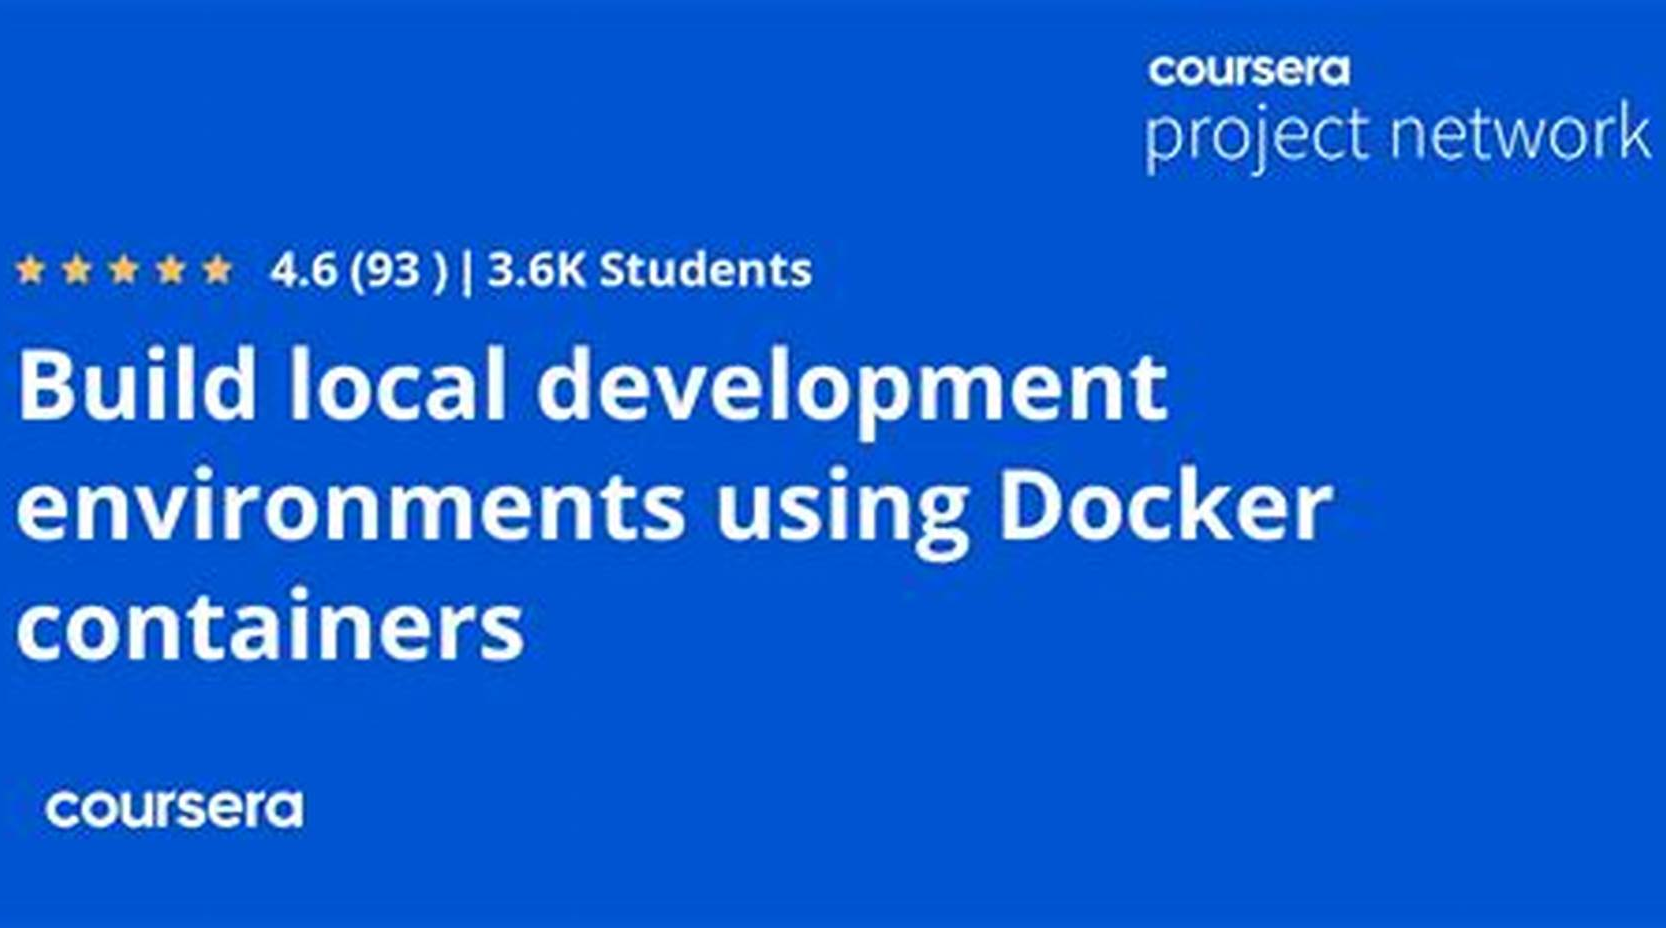 coursera
project network
4.6 (93 ) | 3.6K Students
Build local development
environments using Docker
containers
coursera